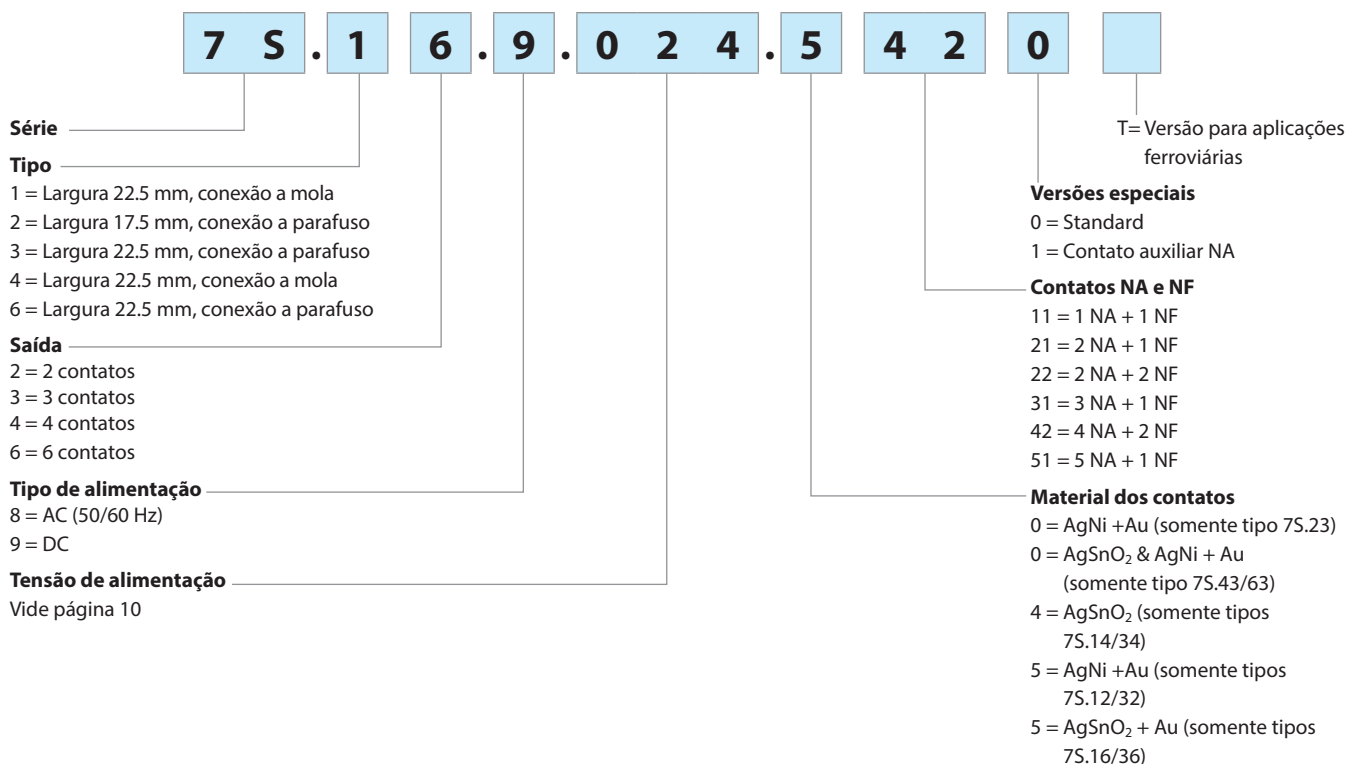 7 S . 1 6 . 9 . 0 2 4 . 5 4 2 0
Série
Tipo
1 = Largura 22.5 mm, conexão a mola
2 = Largura 17.5 mm, conexão a parafuso
3 = Largura 22.5 mm, conexão a parafuso
4 = Largura 22.5 mm, conexão a mola
6 = Largura 22.5 mm, conexão a parafuso
Saída
2 = 2 contatos
3 = 3 contatos
4 = 4 contatos
6 = 6 contatos
Tipo de alimentação
8 = AC (50/60 Hz)
9 = DC
Tensão de alimentação
Vide página 10
T= Versão para aplicações
ferroviárias
Versões especiais
0 = Standard
1 = Contato auxiliar NA
Contatos NA e NF
11 = 1 NA + 1 NF
21 = 2 NA + 1 NF
22 = 2 NA + 2 NF
31 = 3 NA + 1 NF
42 = 4 NA + 2 NF
51 = 5 NA + 1 NF
Material dos contatos
0 = AgNi +Au (somente tipo 7S.23)
0 = AgSnO₂ & AgNi + Au
(somente tipo 7S.43/63)
4 = AgSnO₂ (somente tipos
7S.14/34)
5 = AgNi +Au (somente tipos
7S.12/32)
5 = AgSnO₂ + Au (somente tipos
7S.16/36)